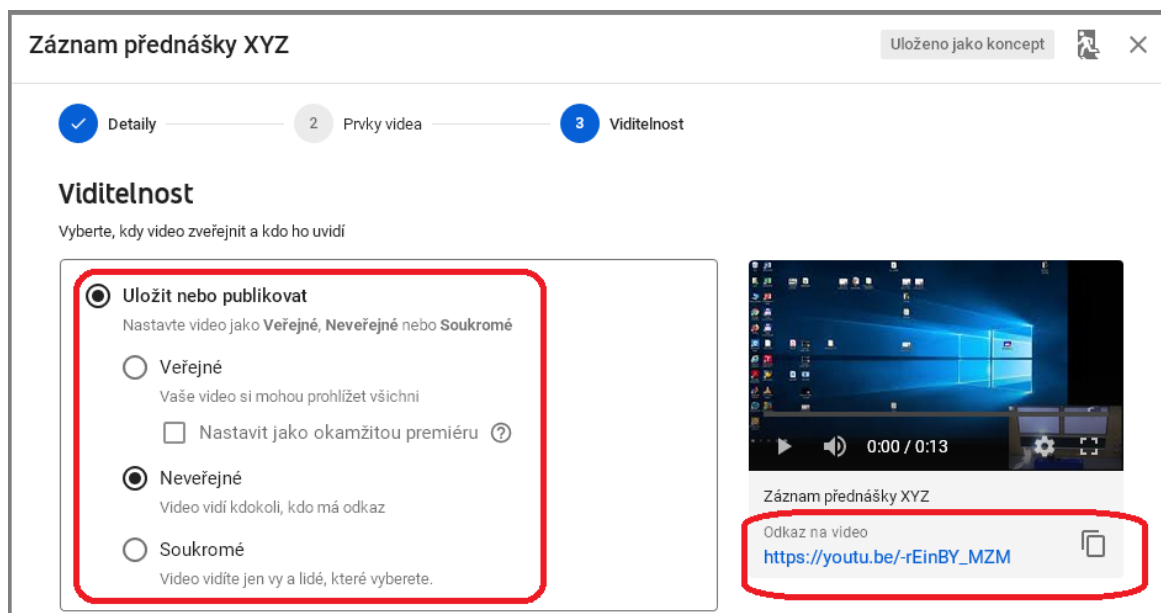 Záznam přednášky XYZ
Uloženo jako koncept
Detaily
2
Prvky videa
3
Viditelnost
Viditelnost
Vyberte, kdy video zveřejnit a kdo ho uvidí
Uložit nebo publikovat
Nastavte video jako Veřejné, Neveřejné nebo Soukromé
Veřejné
Vaše video si mohou prohlížet všichni
Nastavit jako okamžitou premiéru ?
Neveřejné
Video vidí kdokoli, kdo má odkaz
Soukromé
Video vidíte jen vy a lidé, které vyberete.
0:00 / 0:13
Záznam přednášky XYZ
Odkaz na video
https://youtu.be/-rEinBY_MZM